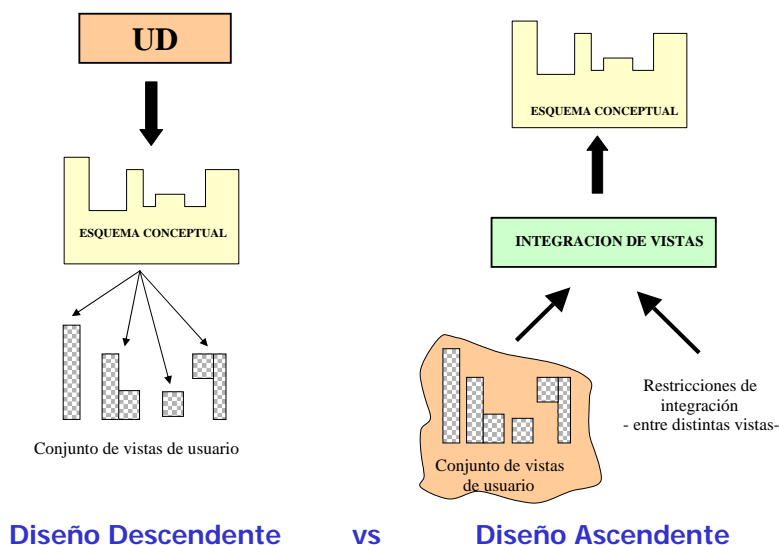 UD
ESQUEMA CONCEPTUAL
Conjunto de vistas de usuario
ESQUEMA CONCEPTUAL
INTEGRACION DE VISTAS
Conjunto de vistas
de usuario
Restricciones de
integración
- entre distintas vistas-
Diseño Descendente vs Diseño Ascendente